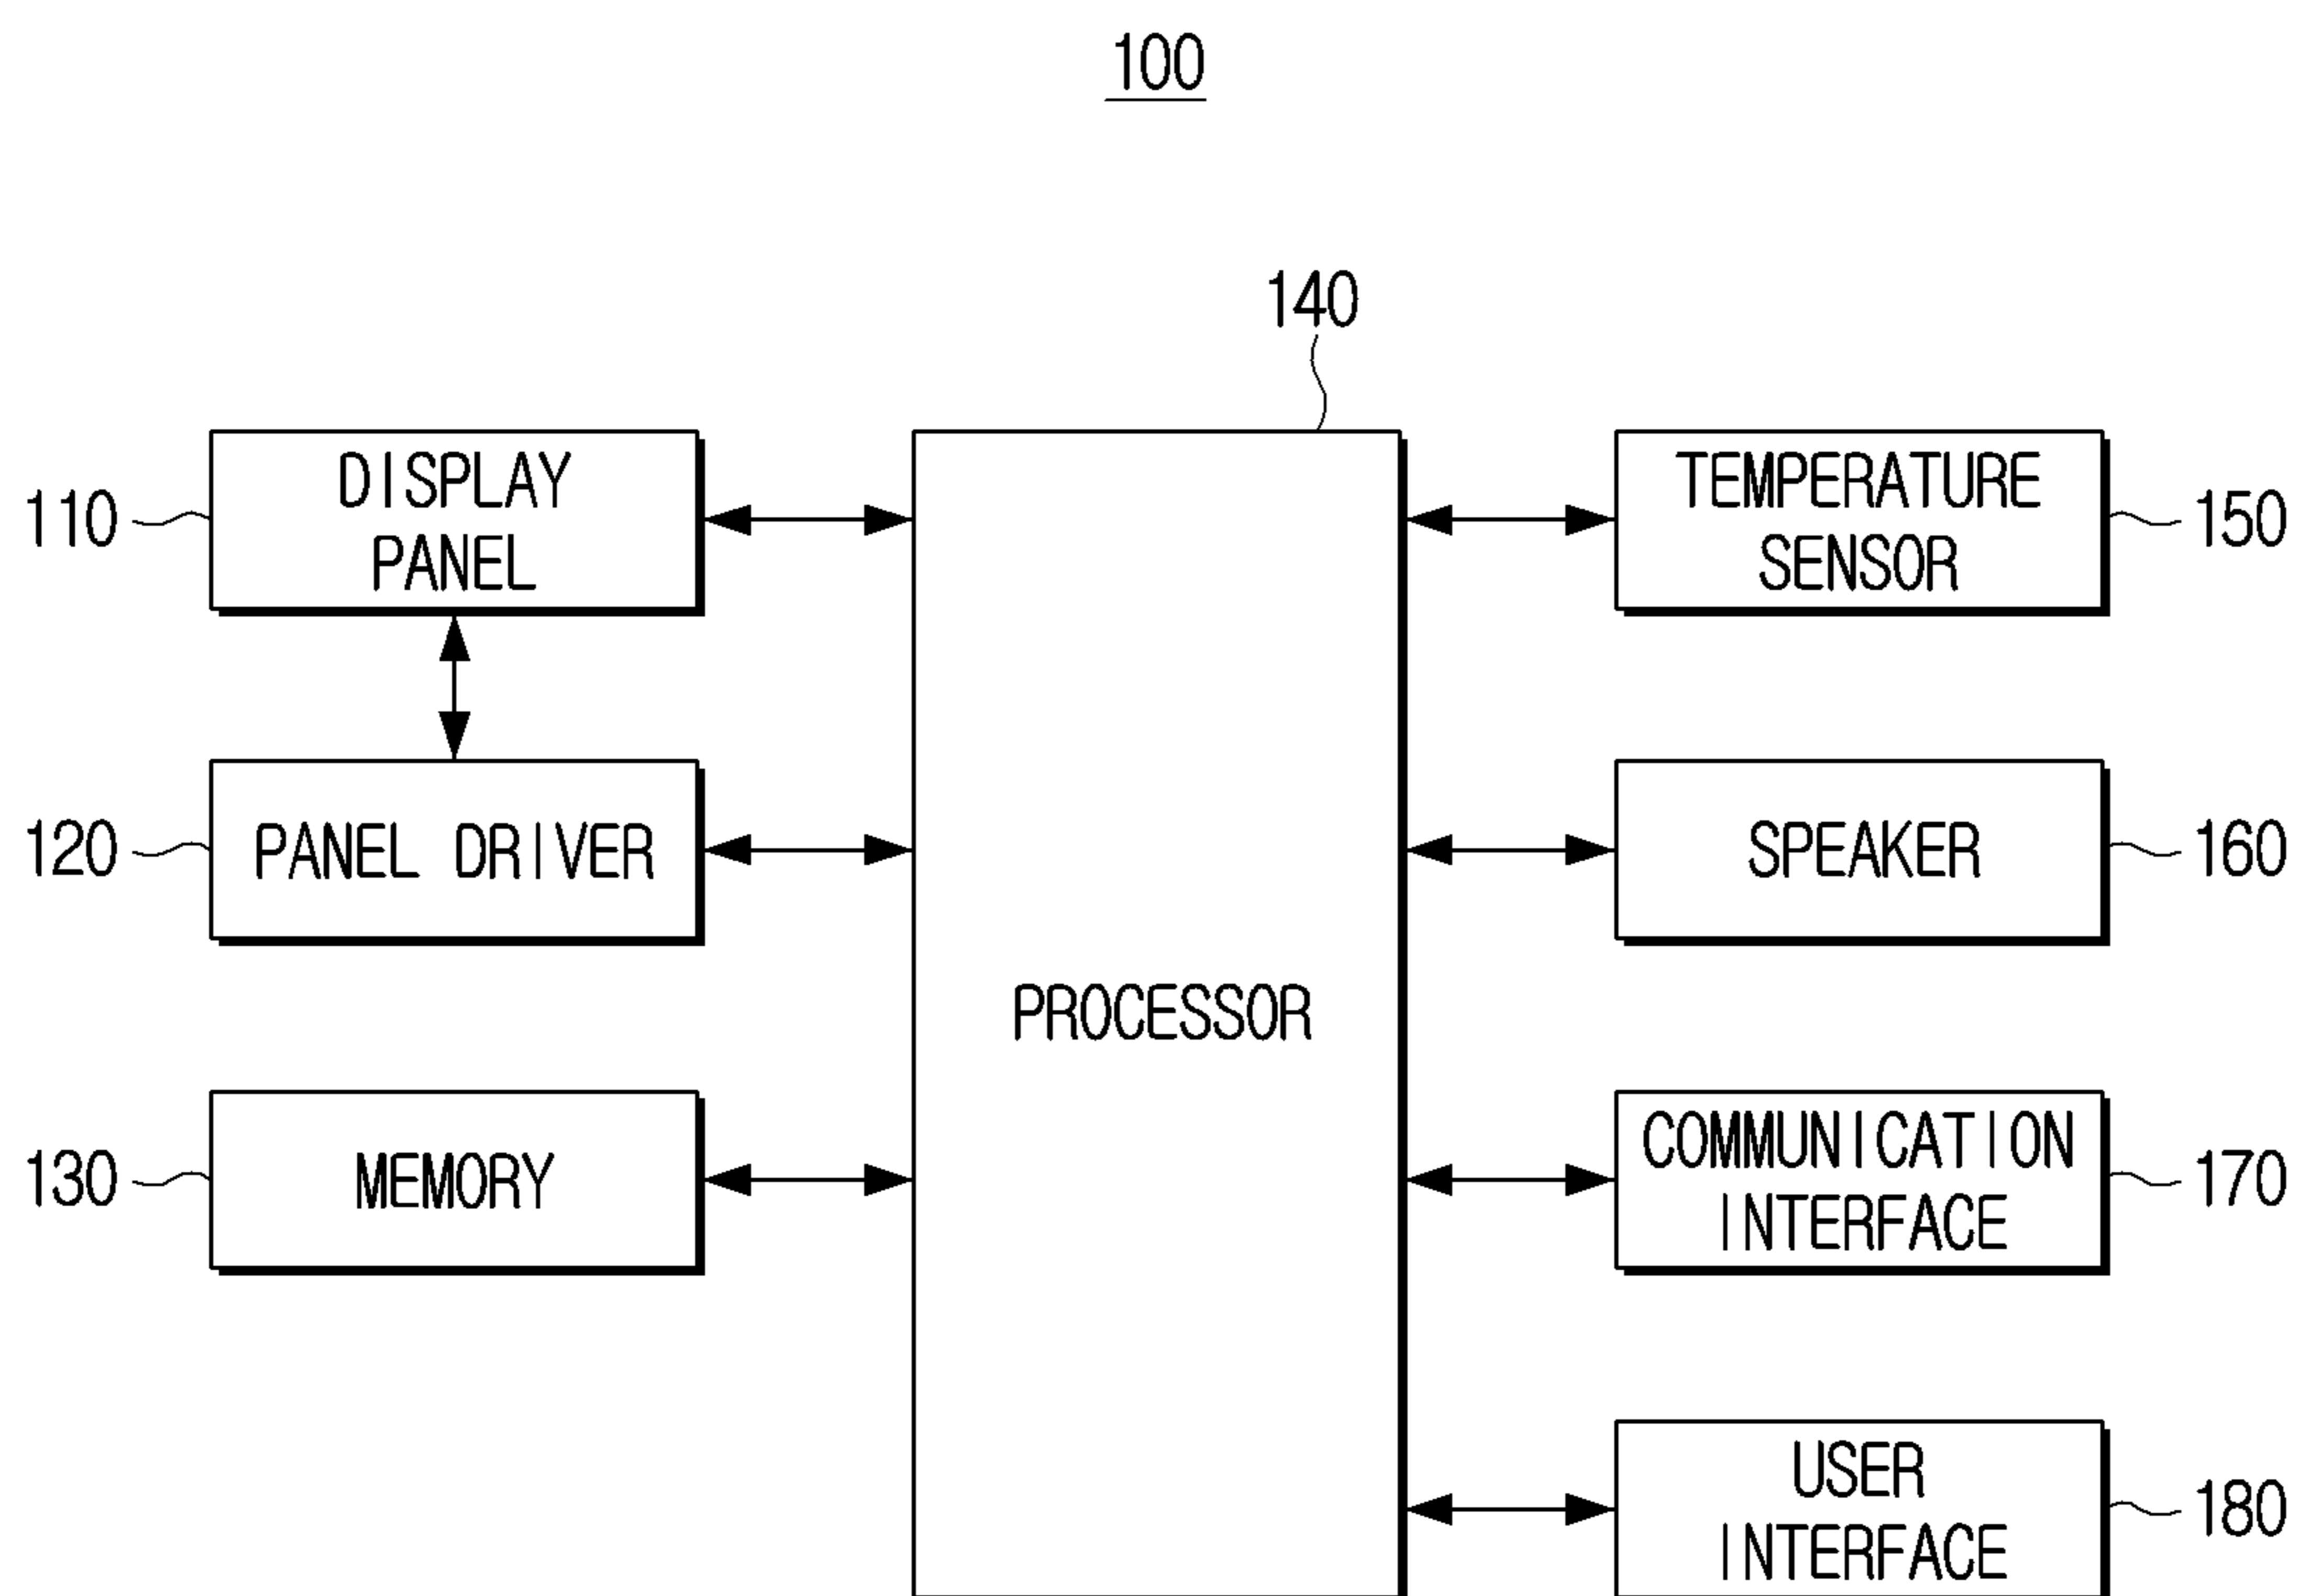 100
140
110
DISPLAY
PANEL
TEMPERATURE
SENSOR
150
120
PANEL DRIVER
SPEAKER
160
PROCESSOR
130
MEMORY
COMMUNICATION
INTERFACE
170
USER
INTERFACE
180